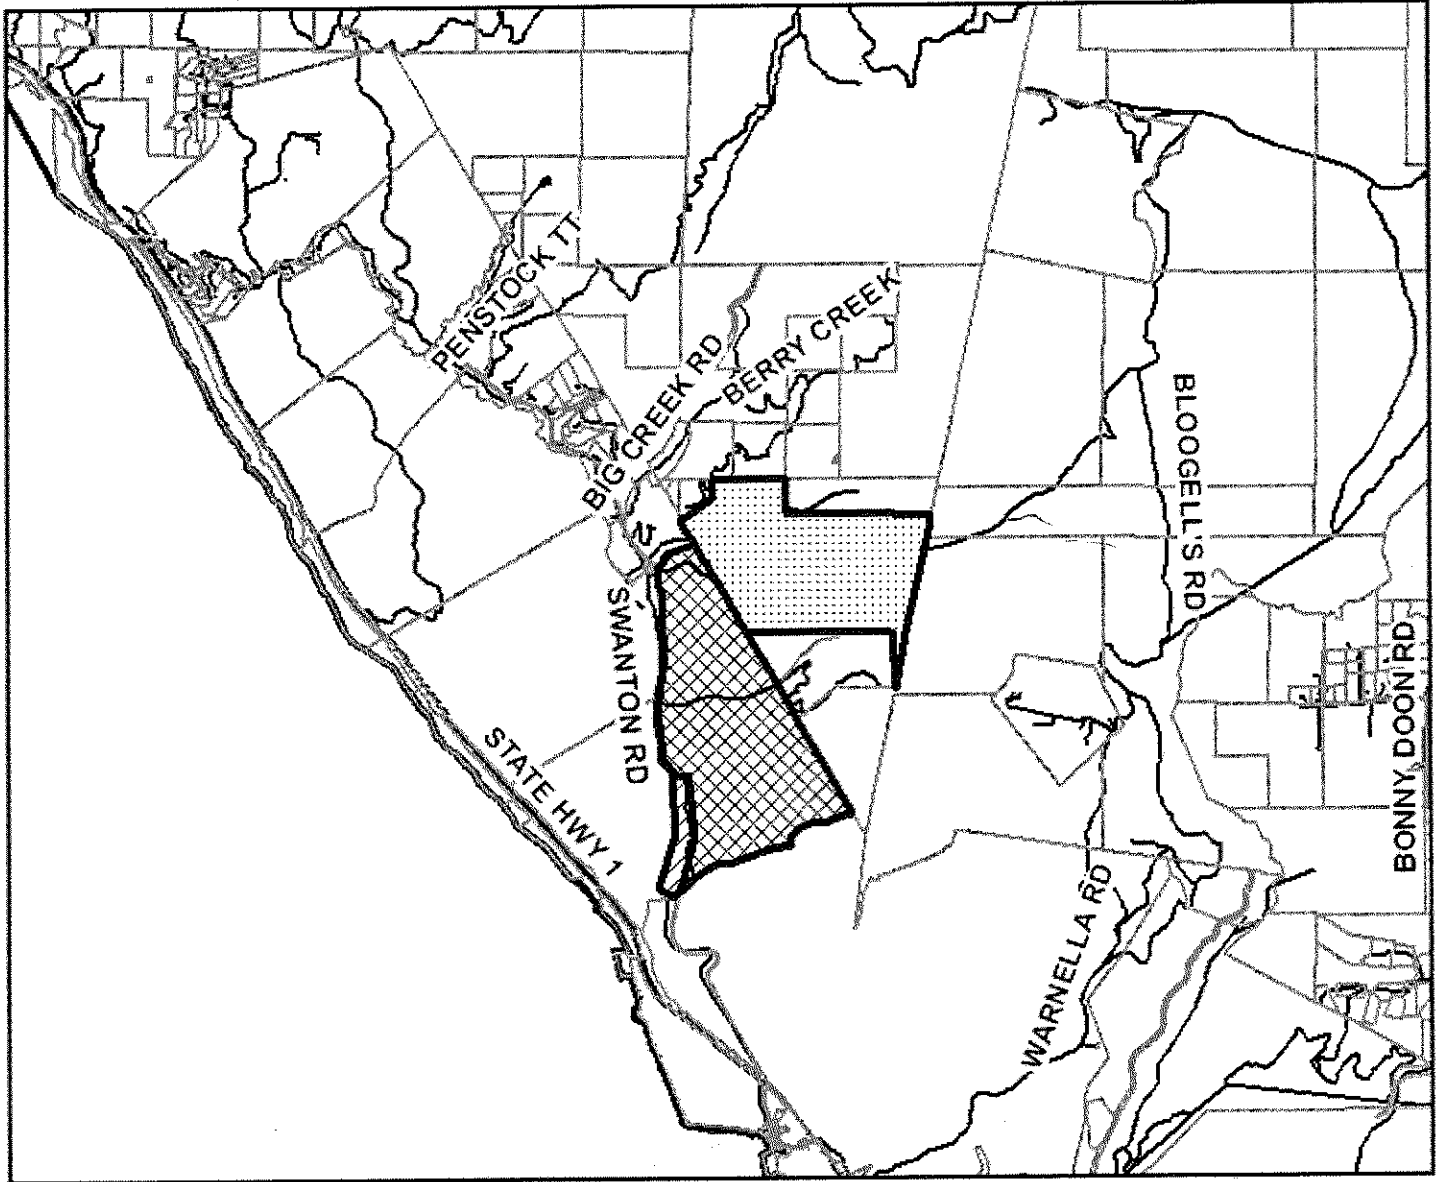 PENSTOCK TT
BIG CREEK RD
BERRY CREEK
BLOOGELL'S RD
SWANTON RD
STATE HWY 1
BONNY DOON RD
WARNELLA RD